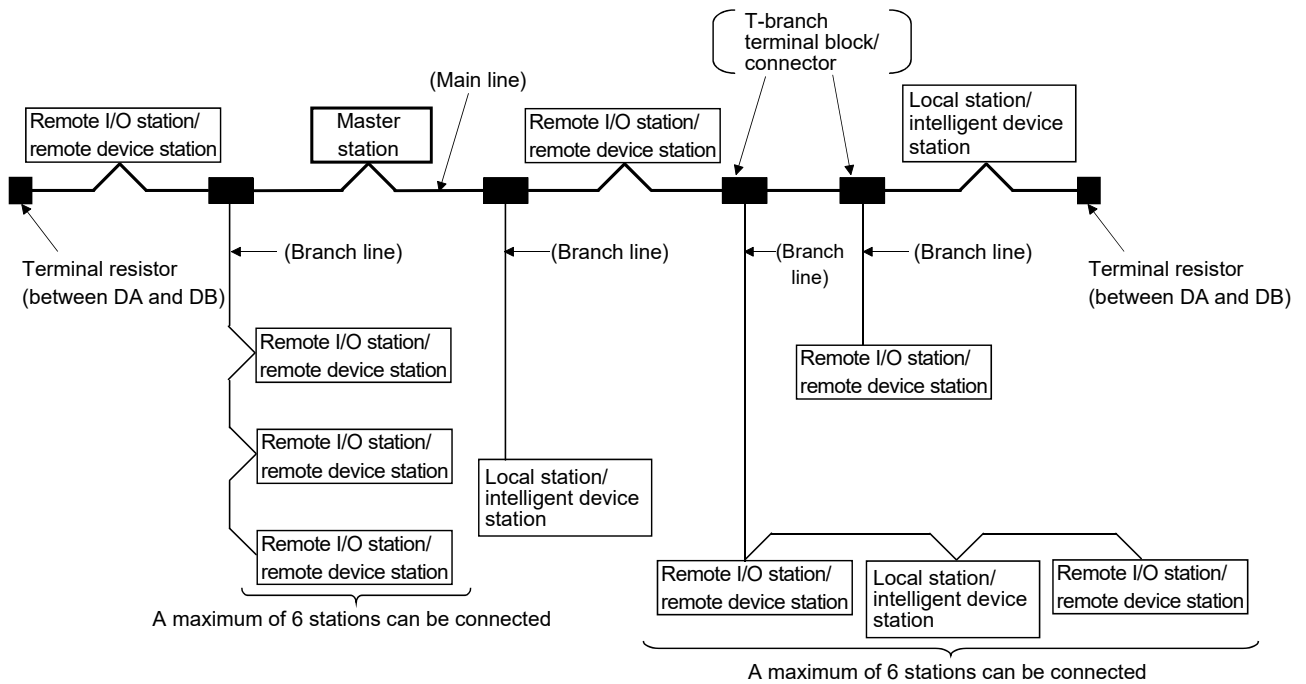 T-branch
terminal block/
connector
(Main line)
Remote I/O station/
remote device station
Master
station
Remote I/O station/
remote device station
Local station/
intelligent device
station
Terminal resistor
(between DA and DB)
(Branch line)
(Branch line)
(Branch
line)
(Branch line)
Terminal resistor
(between DA and DB)
Remote I/O station/
remote device station
Remote I/O station/
remote device station
Remote I/O station/
remote device station
A maximum of 6 stations can be connected
Local station/
intelligent device
station
Remote I/O station/
remote device station
Remote I/O station/
remote device station
Local station/
intelligent device
station
Remote I/O station/
remote device station
A maximum of 6 stations can be connected